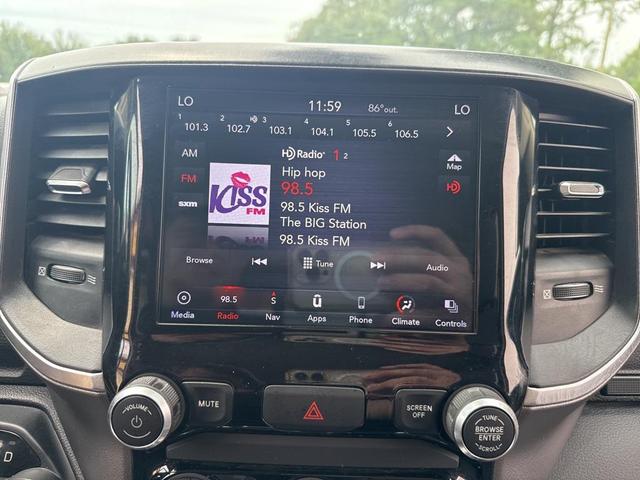 LO 11:59 86° out. LO
1 2 HD 3 4 5 6
101.3 102.7 103.1 104.1 105.5 106.5
AM HD Radio 1 2
Map
Hip hop
FM KISS FM 98.5 HD
98.5 Kiss FM
sxm The BIG Station
98.5 Kiss FM
Browse Tune Audio
98.5 S
Media Radio Nav Apps Phone Climate Controls
VOLUME MUTE SCREEN OFF TUNE BROWSE ENTER SCROLL
D